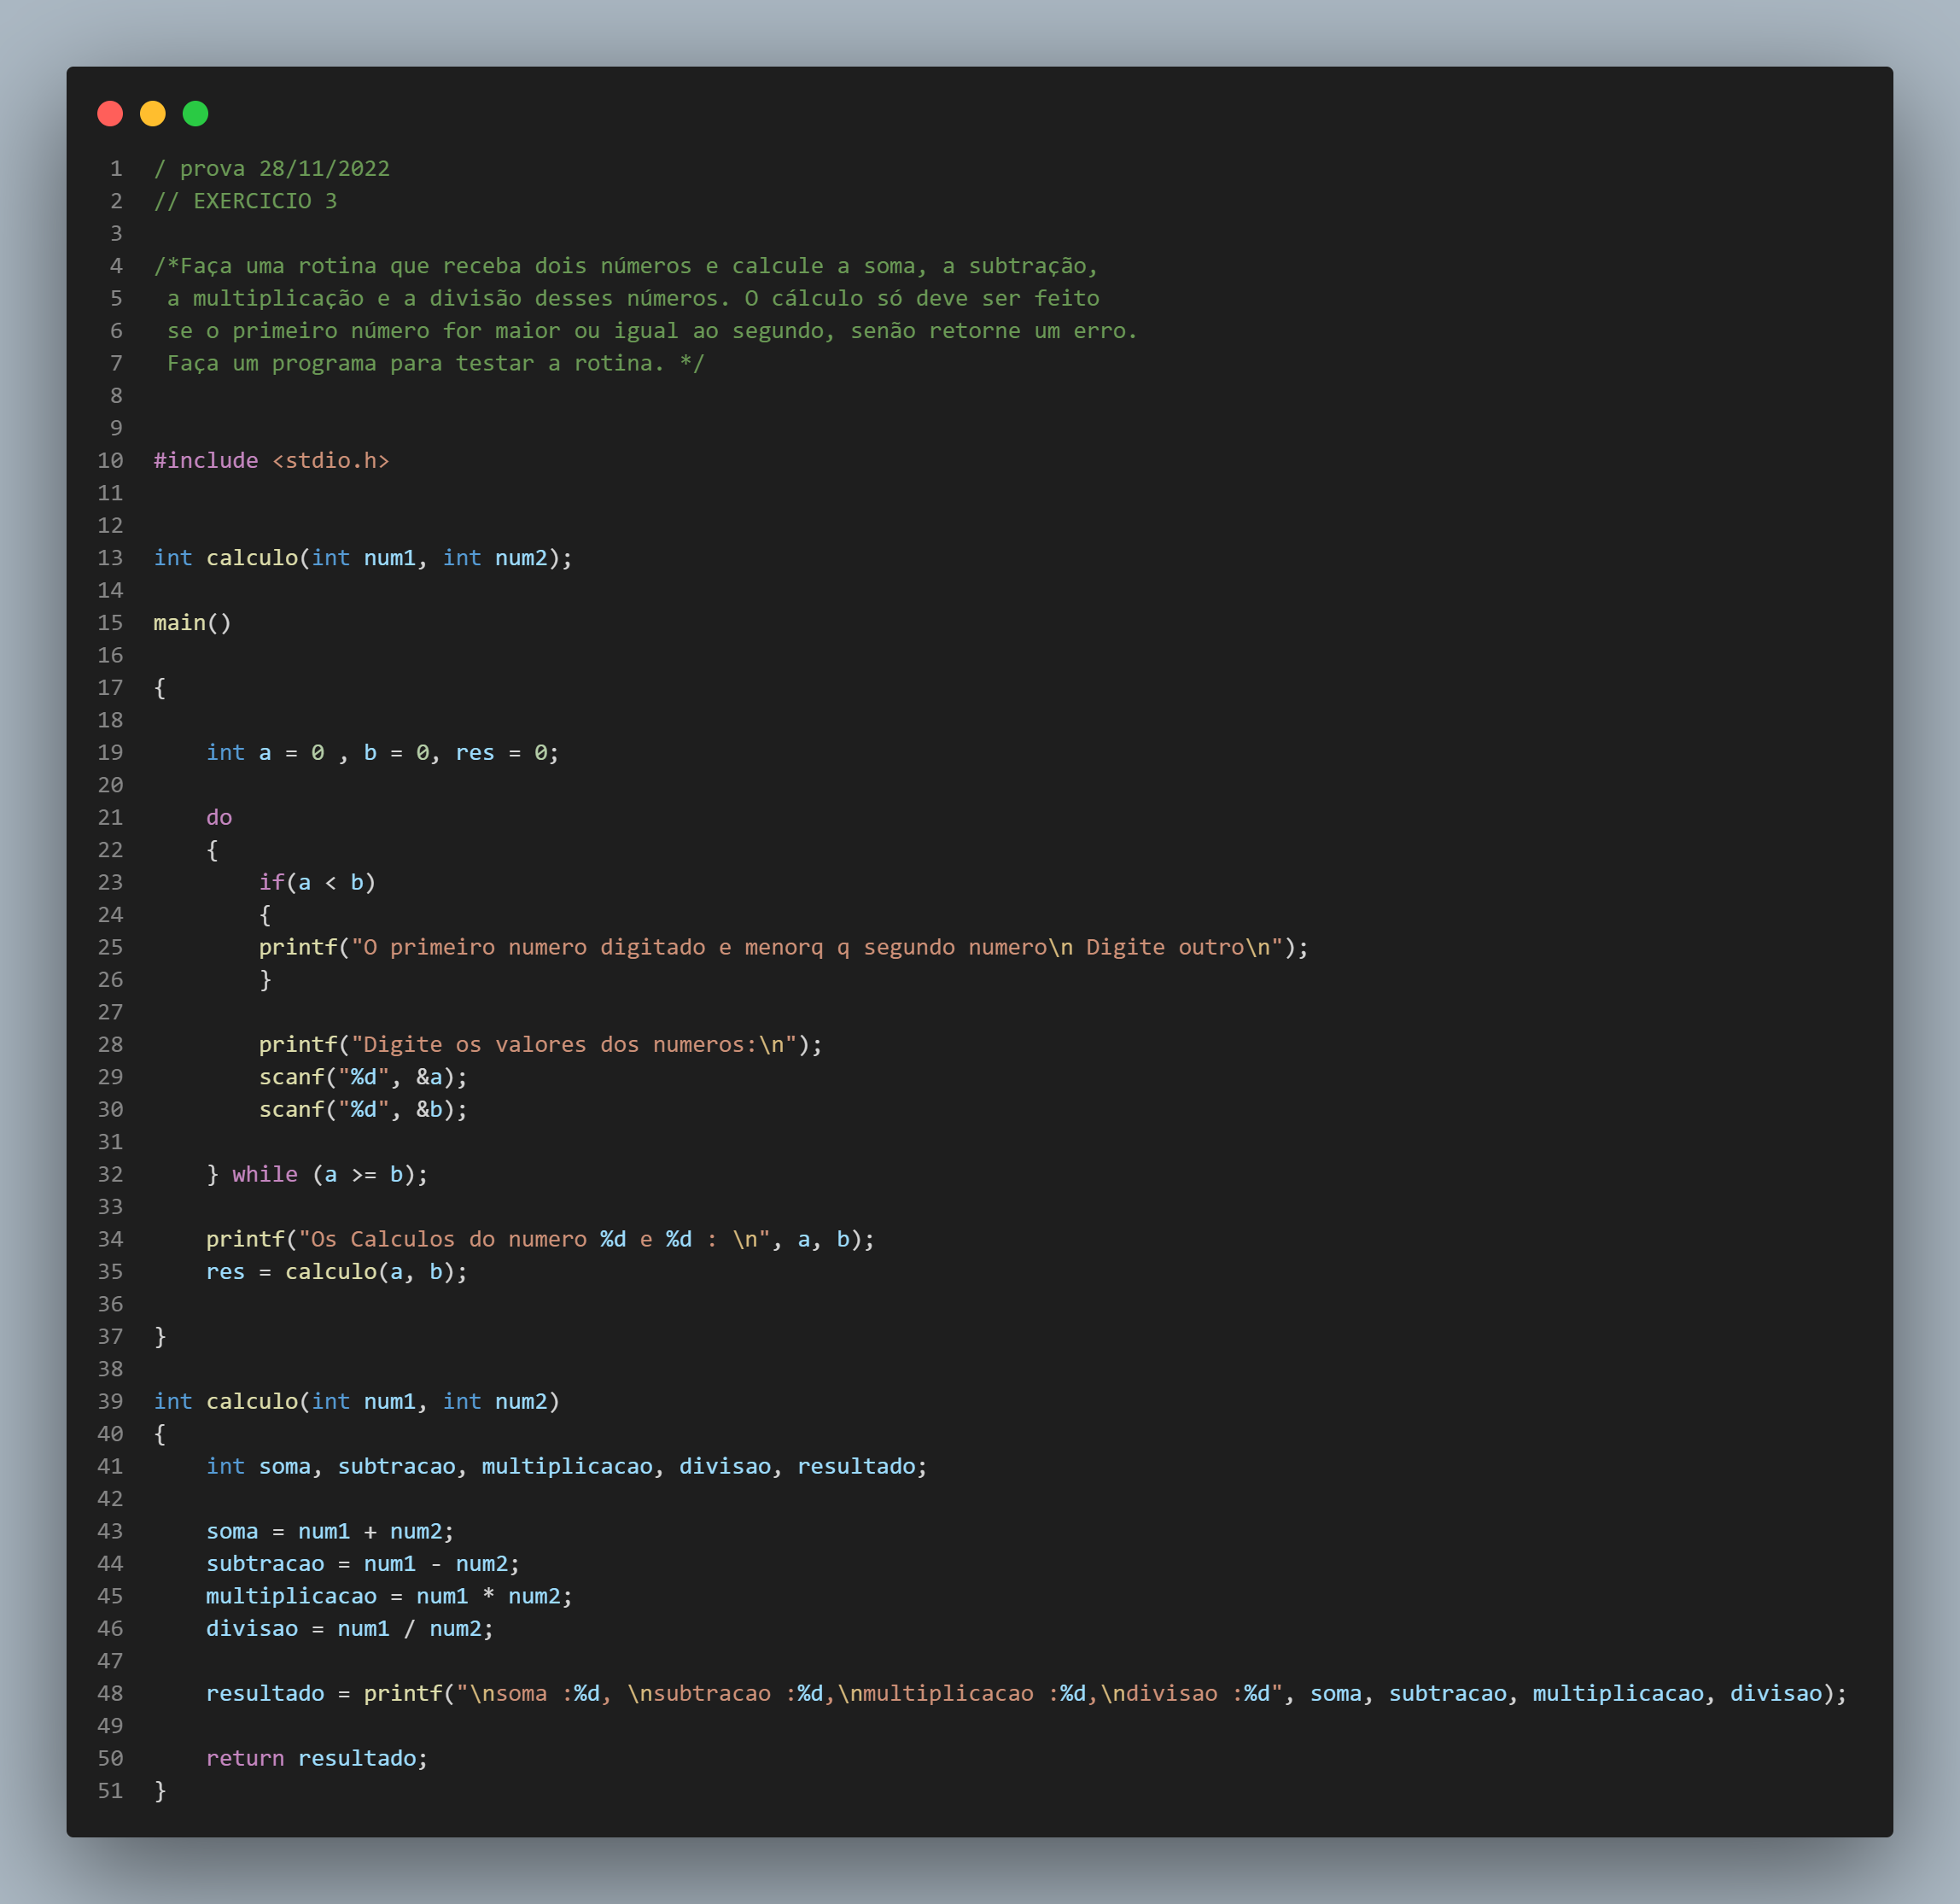 1 / prova 28/11/2022
2 // EXERCICIO 3
3
4 /*Faça uma rotina que receba dois números e calcule a soma, a subtração,
5  a multiplicação e a divisão desses números. O cálculo só deve ser feito
6  se o primeiro número for maior ou igual ao segundo, senão retorne um erro.
7  Faça um programa para testar a rotina. */
8
9
10 #include <stdio.h>
11
12
13 int calculo(int num1, int num2);
14
15 main()
16
17 {
18
19     int a = 0 , b = 0, res = 0;
20
21     do
22     {
23         if(a < b)
24         {
25         printf("O primeiro numero digitado e menorq q segundo numero\n Digite outro\n");
26         }
27
28         printf("Digite os valores dos numeros:\n");
29         scanf("%d", &a);
30         scanf("%d", &b);
31
32     } while (a >= b);
33
34     printf("Os Calculos do numero %d e %d : \n", a, b);
35     res = calculo(a, b);
36
37 }
38
39 int calculo(int num1, int num2)
40 {
41     int soma, subtracao, multiplicacao, divisao, resultado;
42
43     soma = num1 + num2;
44     subtracao = num1 - num2;
45     multiplicacao = num1 * num2;
46     divisao = num1 / num2;
47
48     resultado = printf("\nsoma :%d, \nsubtracao :%d,\nmultiplicacao :%d,\ndivisao :%d", soma, subtracao, multiplicacao, divisao);
49
50     return resultado;
51 }